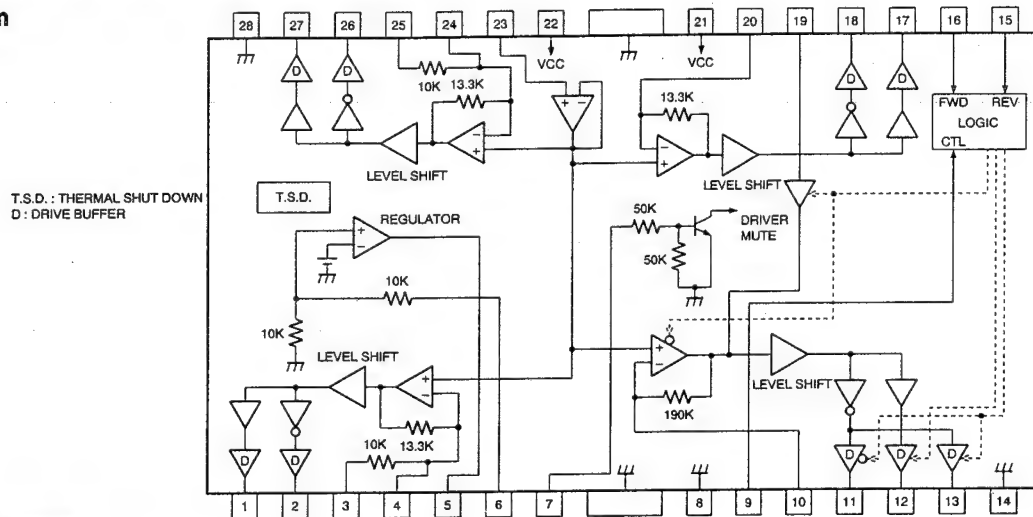 m
28 27 26 25 24 23 22 21 20 19 18 17 16 15
D D VCC VCC D D
10K
13.3K 13.3K FWD REV
+ − − LOGIC
− + − + CTL
LEVEL SHIFT LEVEL SHIFT
T.S.D. : THERMAL SHUT DOWN
D : DRIVE BUFFER
T.S.D.
REGULATOR
+ −
50K DRIVER
MUTE
50K
10K
10K
LEVEL SHIFT
+ −
+ −
LEVEL SHIFT
190K
13.3K
10K
D D D D D
1 2 3 4 5 6 7 8 9 10 11 12 13 14